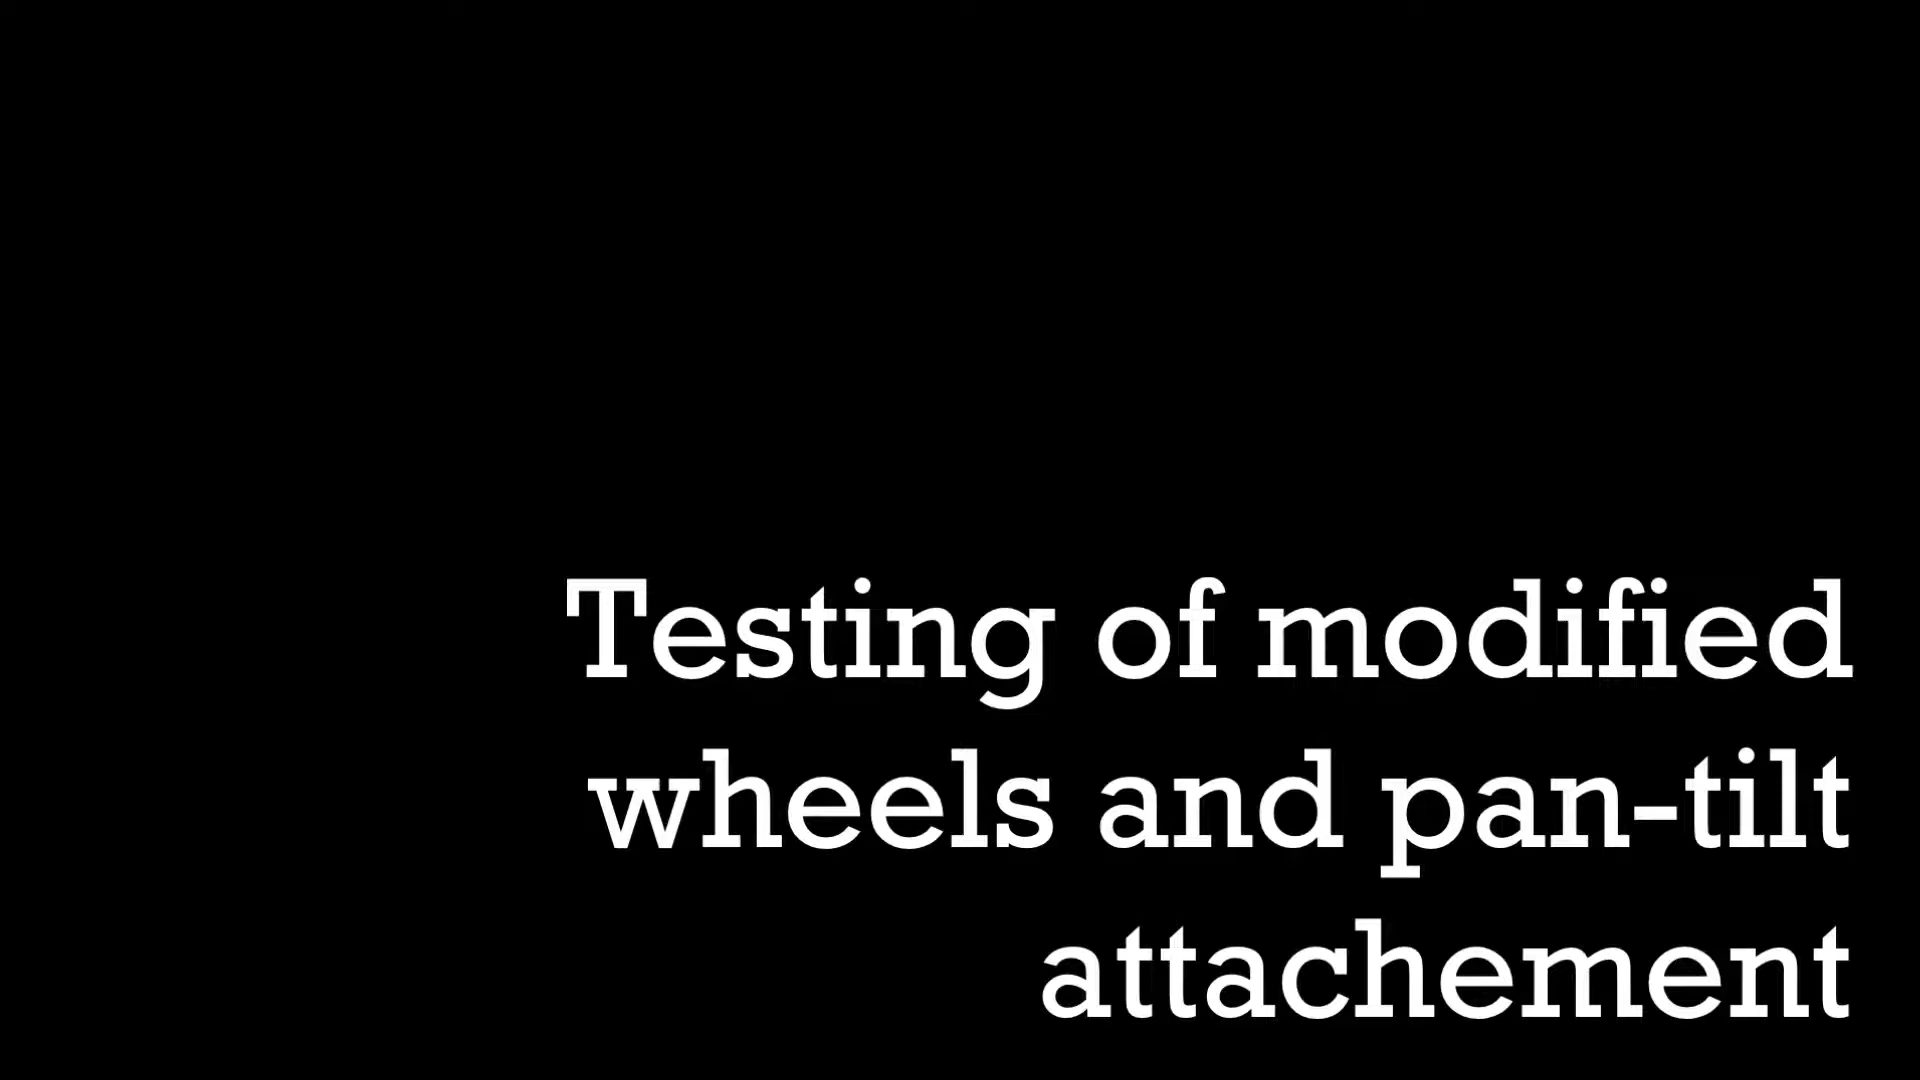 Testing of modified
wheels and pan-tilt
attachement